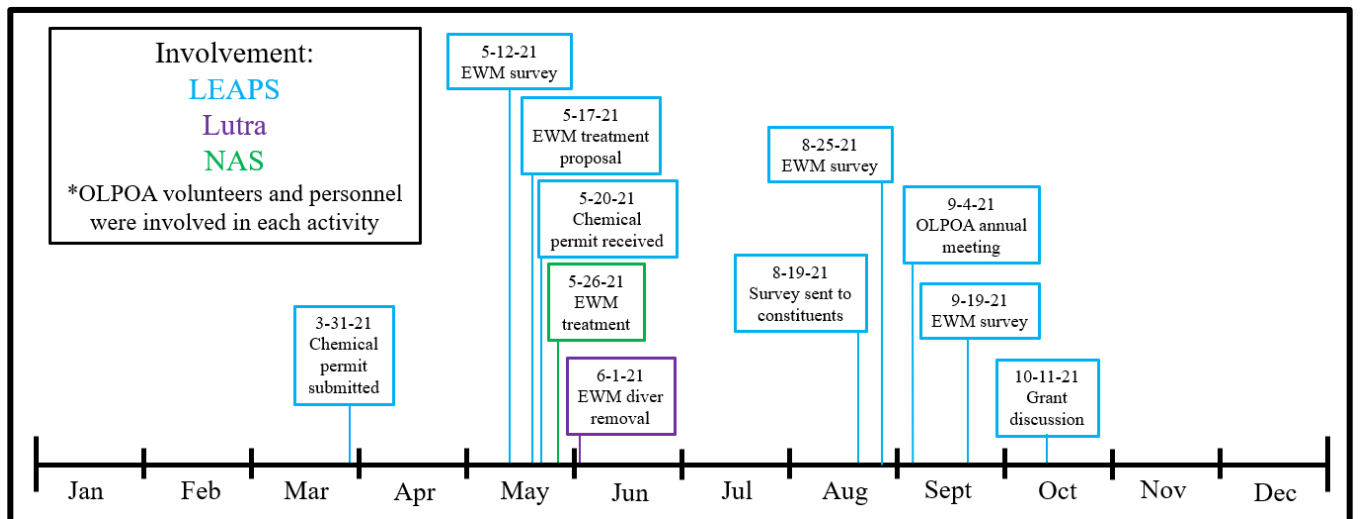 Involvement:
LEAPS
Lutra
NAS
*OLPOA volunteers and personnel
were involved in each activity
3-31-21
Chemical
permit
submitted
5-12-21
EWM survey
5-17-21
EWM treatment
proposal
5-20-21
Chemical
permit received
5-26-21
EWM
treatment
6-1-21
EWM diver
removal
8-19-21
Survey sent to
constituents
8-25-21
EWM survey
9-4-21
OLPOA annual
meeting
9-19-21
EWM survey
10-11-21
Grant
discussion
Jan Feb Mar Apr May Jun Jul Aug Sept Oct Nov Dec